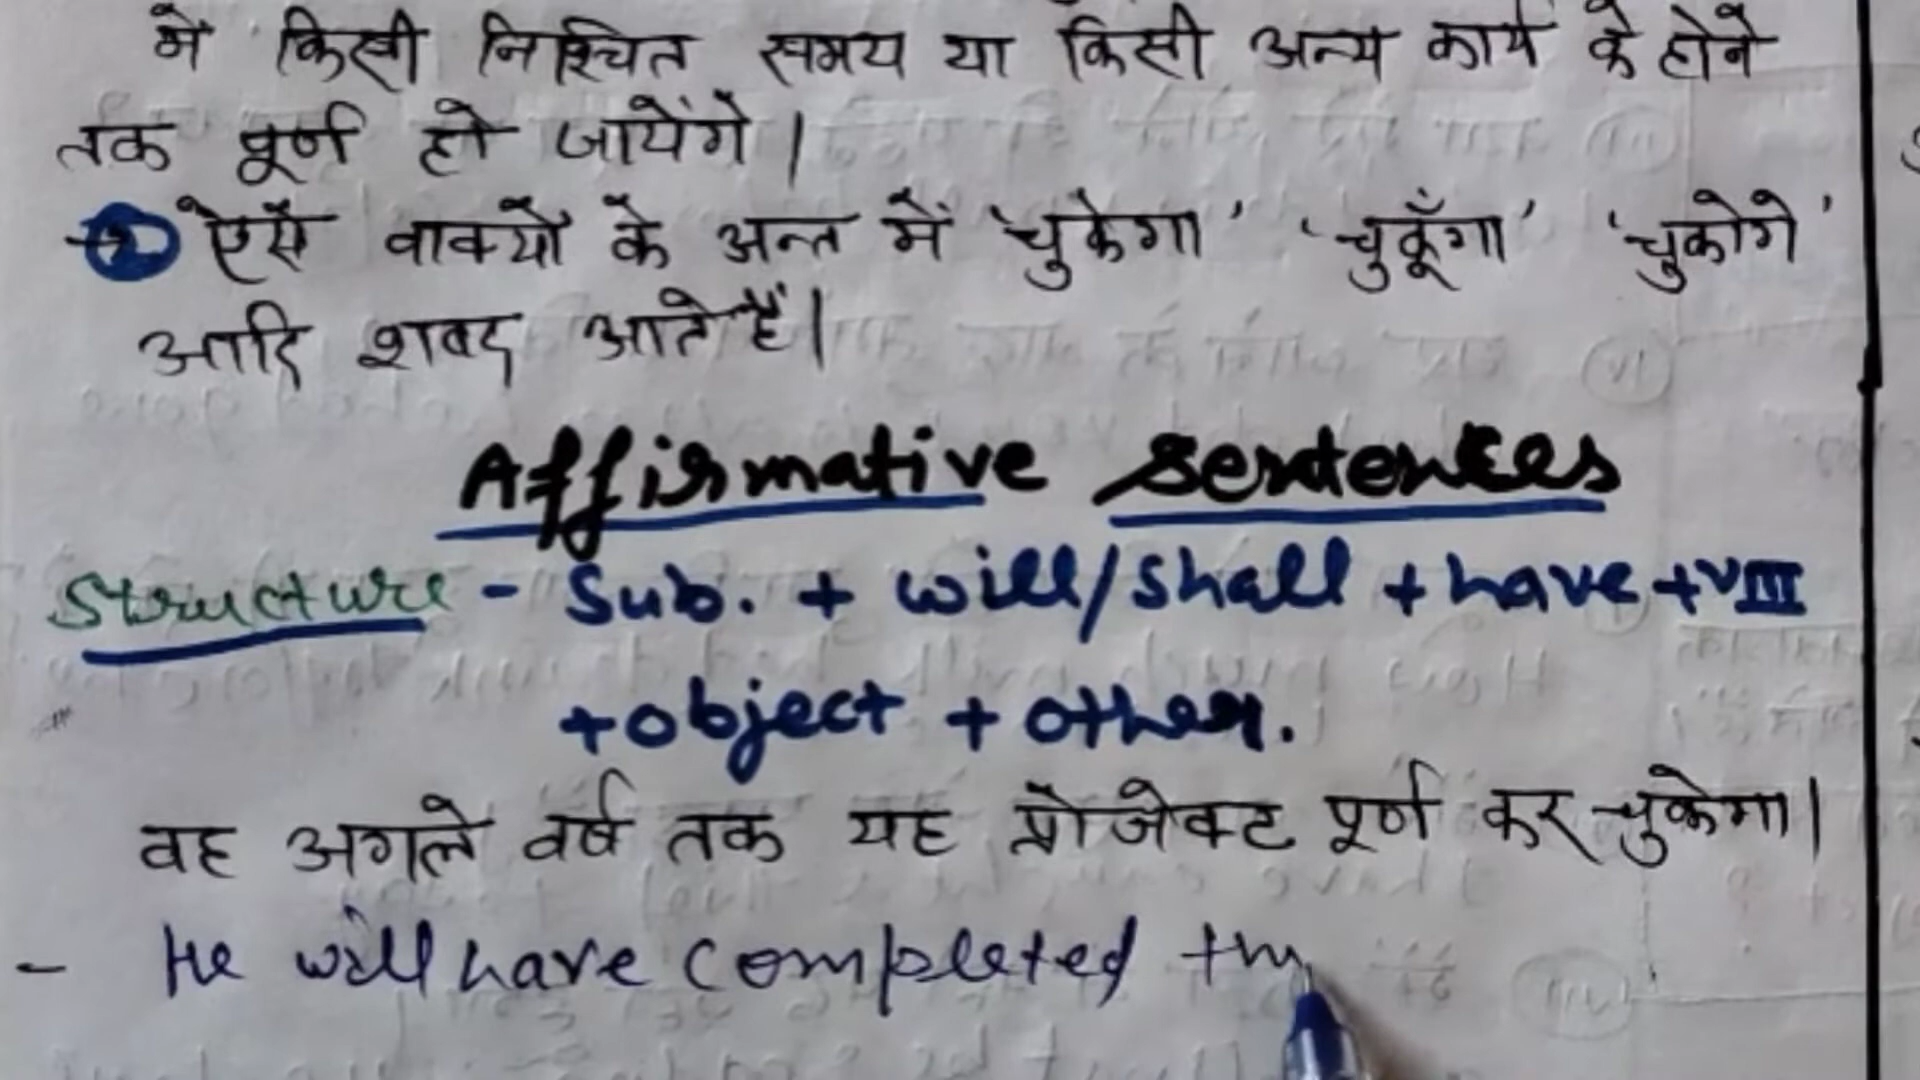 में किसी निश्चित समय या किसी अन्य कार्य के होने
तक पूर्ण हो जायेंगे।
→ ऐसे वाक्यों के अन्त में 'चुकेगा' 'चुकूँगा' 'चुकोगे'
आदि शब्द आते हैं।
Affirmative sentences
Structure - Sub. + will/shall + have + VIII
+ object + other.
वह अगले वर्ष तक यह प्रोजेक्ट पूर्ण कर चुकेगा।
- He will have completed